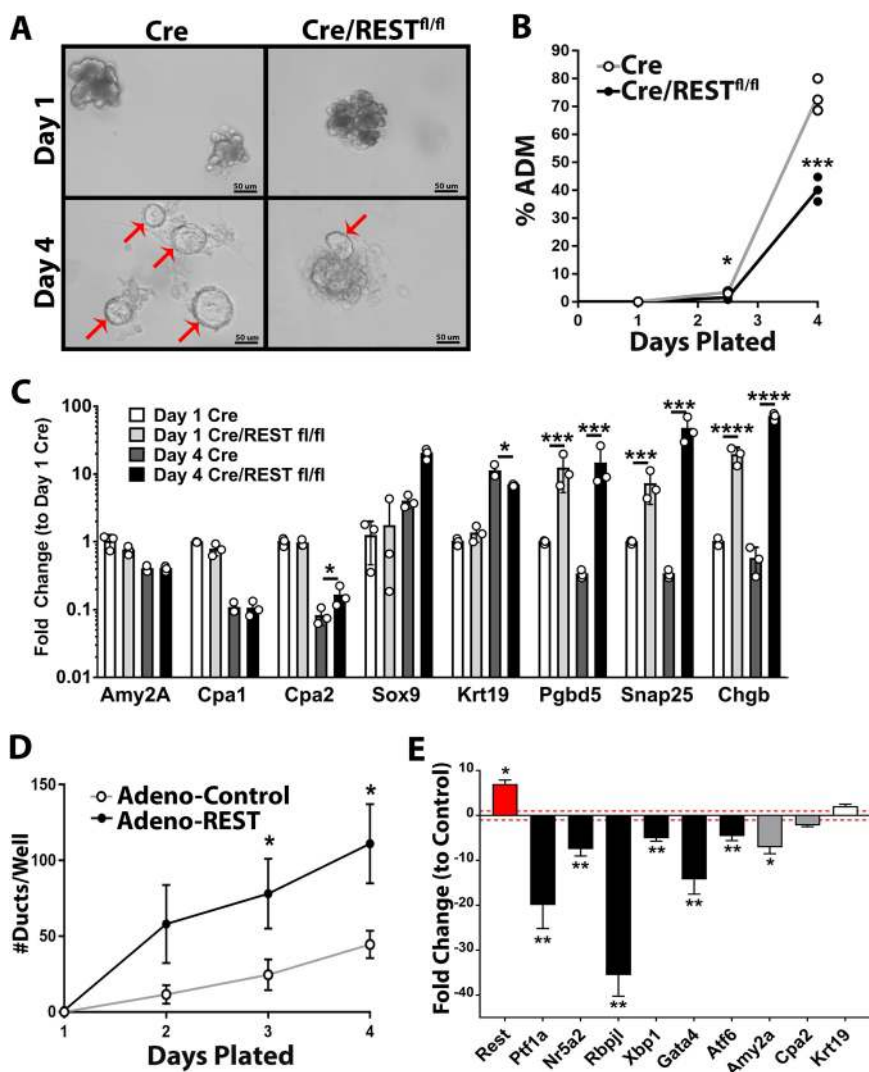 A
Cre
Cre/REST^fl/fl
Day 1
Day 4
50 um
50 um
50 um
50 um
B
Cre
Cre/REST^fl/fl
% ADM
90
80
70
60
50
40
30
20
10
0
***
*
0 1 2 3 4
Days Plated
C
Fold Change (to Day 1 Cre)
100
10
1
0.1
0.01
Day 1 Cre
Day 1 Cre/REST fl/fl
Day 4 Cre
Day 4 Cre/REST fl/fl
* * *** *** *** *** **** ****
Amy2A Cpa1 Cpa2 Sox9 Krt19 Pgbd5 Snap25 Chgb
D
Adeno-Control
Adeno-REST
#Ducts/Well
150
100
50
0
* *
1 2 3 4
Days Plated
E
Fold Change (to Control)
10
0
-10
-20
-30
-40
* ** ** ** ** ** ** *
Rest Ptf1a Nr5a2 Rbpjl Xbp1 Gata4 Atf6 Amy2a Cpa2 Krt19